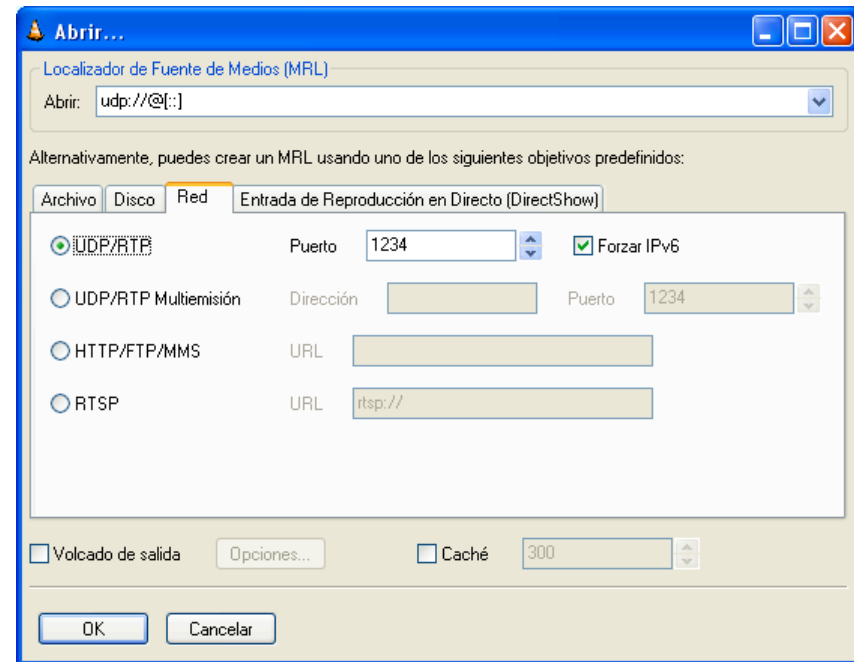 Abrir...
Localizador de Fuente de Medios (MRL)
Abrir: udp://@[::]
Alternativamente, puedes crear un MRL usando uno de los siguientes objetivos predefinidos:
Archivo Disco Red Entrada de Reproducción en Directo (DirectShow)
UDP/RTP Puerto 1234 Forzar IPv6
UDP/RTP Multiemisión Dirección Puerto 1234
HTTP/FTP/MMS URL
RTSP URL rtsp://
Volcado de salida Opciones... Caché 300
OK Cancelar